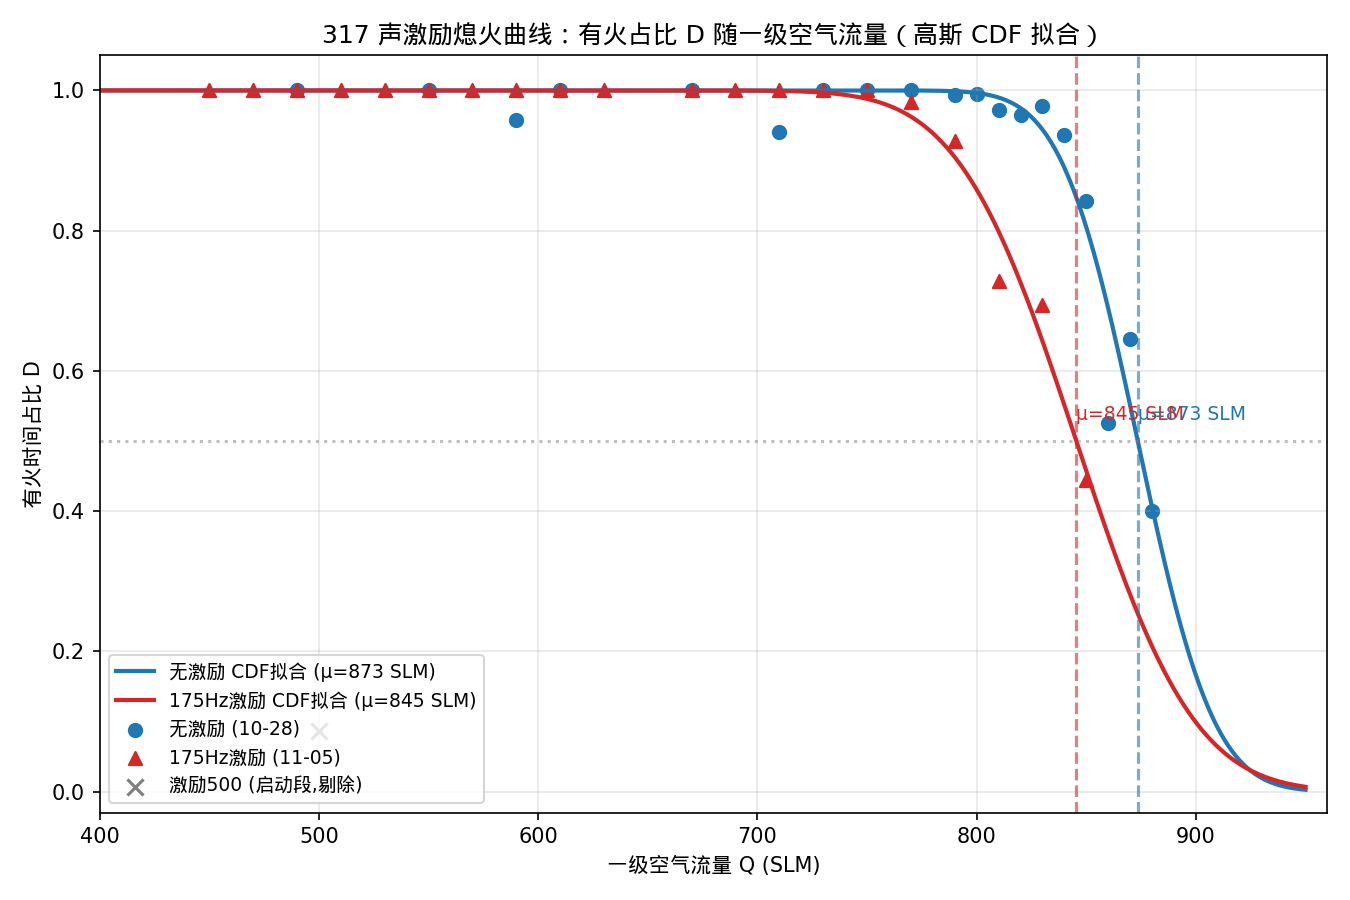 317 声激励熄火曲线：有火占比 D 随一级空气流量（高斯 CDF 拟合）
有火时间占比 D
1.0
0.8
0.6
0.4
0.2
0.0
μ=845 SLM
μ=873 SLM
无激励 CDF拟合 (μ=873 SLM)
175Hz激励 CDF拟合 (μ=845 SLM)
无激励 (10-28)
175Hz激励 (11-05)
激励500 (启动段,剔除)
400 500 600 700 800 900
一级空气流量 Q (SLM)